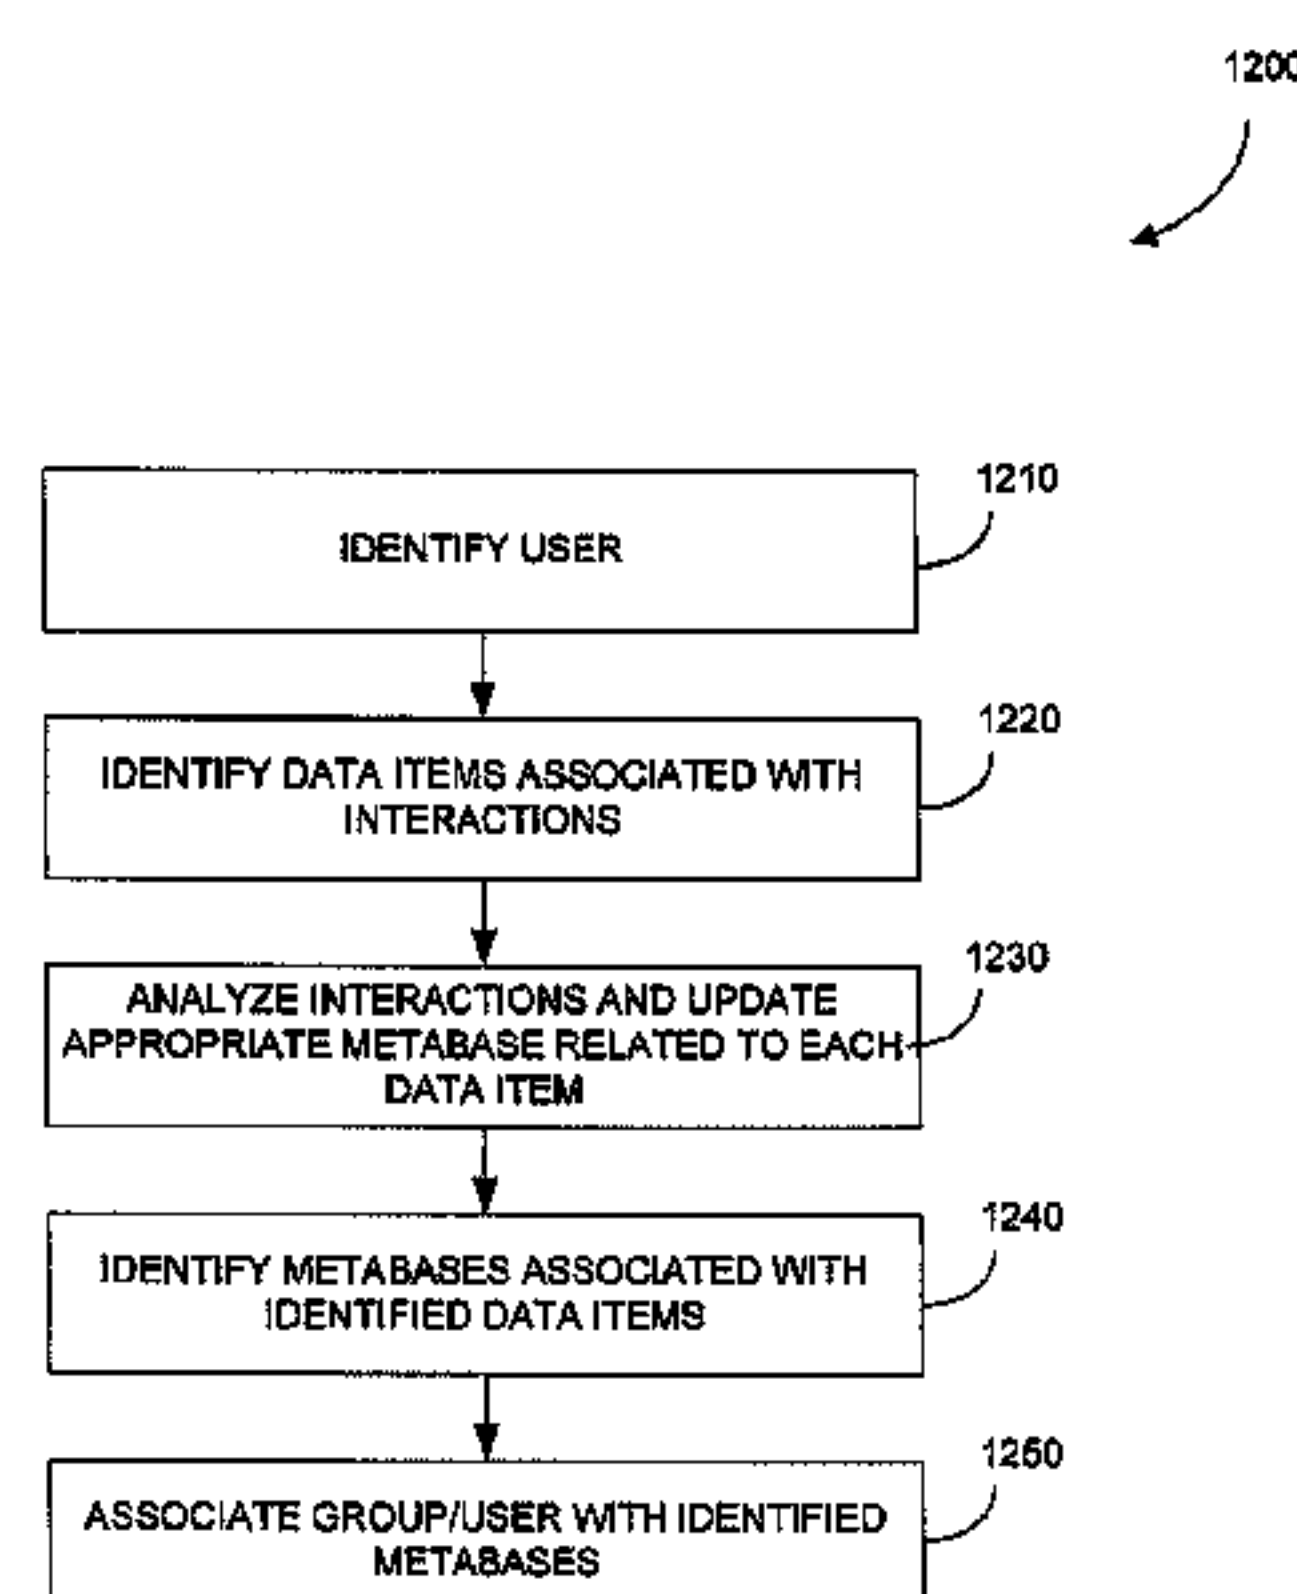 1200
IDENTIFY USER
1210
IDENTIFY DATA ITEMS ASSOCIATED WITH
INTERACTIONS
1220
ANALYZE INTERACTIONS AND UPDATE
APPROPRIATE METABASE RELATED TO EACH
DATA ITEM
1230
IDENTIFY METABASES ASSOCIATED WITH
IDENTIFIED DATA ITEMS
1240
ASSOCIATE GROUP/USER WITH IDENTIFIED
METABASES
1250